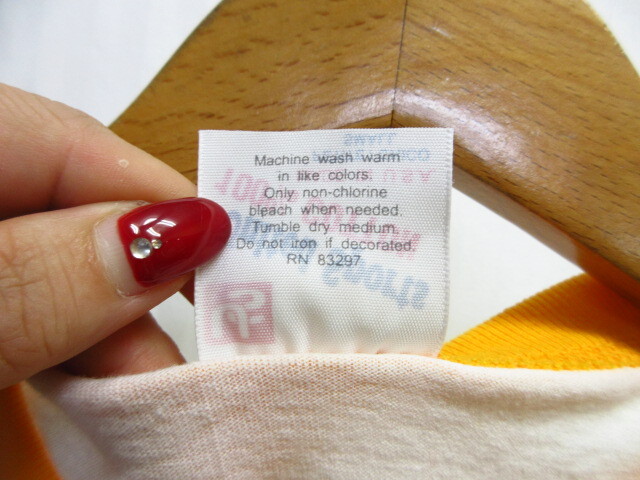 Machine wash warm
in like colors.
Only non-chlorine
bleach when needed.
Tumble dry medium.
Do not iron if decorated.
RN 83297